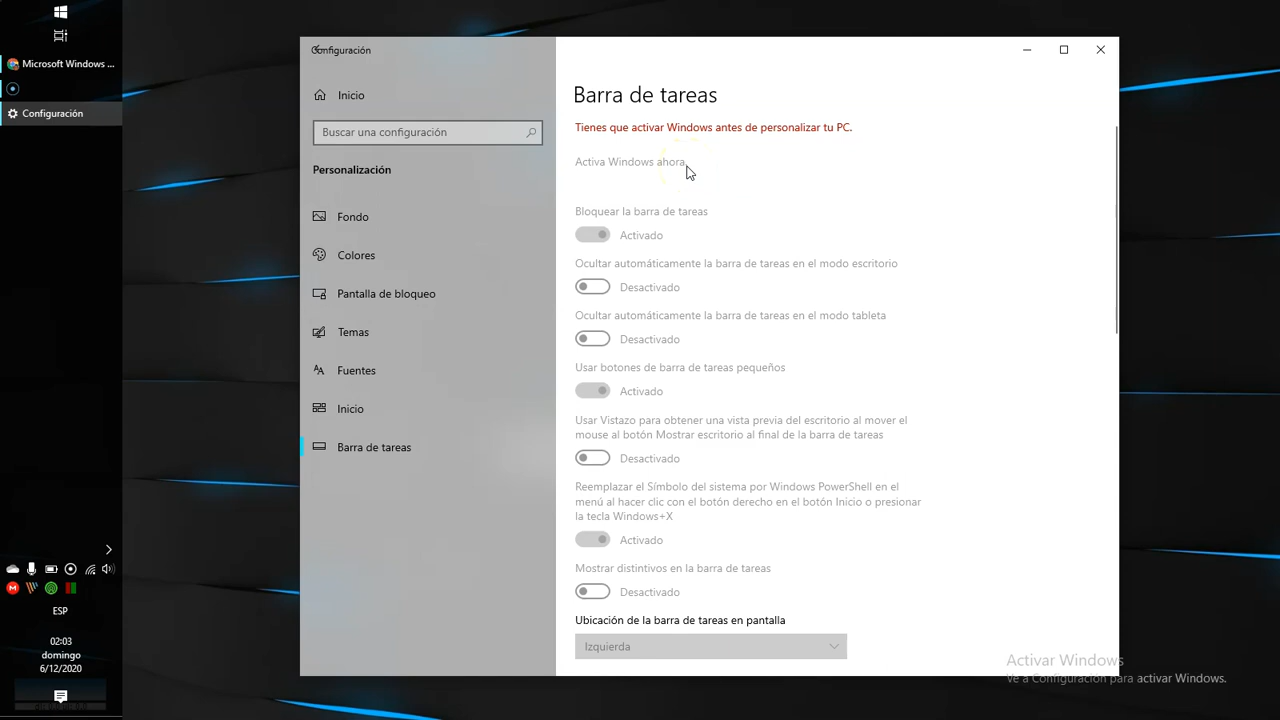 Microsoft Windows ...
Configuración
ESP
02:03
domingo
6/12/2020
Configuración
Inicio
Buscar una configuración
Personalización
Fondo
Colores
Pantalla de bloqueo
Temas
Fuentes
Inicio
Barra de tareas
Barra de tareas
Tienes que activar Windows antes de personalizar tu PC.
Activa Windows ahora
Bloquear la barra de tareas
Activado
Ocultar automáticamente la barra de tareas en el modo escritorio
Desactivado
Ocultar automáticamente la barra de tareas en el modo tableta
Desactivado
Usar botones de barra de tareas pequeños
Activado
Usar Vistazo para obtener una vista previa del escritorio al mover el
mouse al botón Mostrar escritorio al final de la barra de tareas
Desactivado
Reemplazar el Símbolo del sistema por Windows PowerShell en el
menú al hacer clic con el botón derecho en el botón Inicio o presionar
la tecla Windows+X
Activado
Mostrar distintivos en la barra de tareas
Desactivado
Ubicación de la barra de tareas en pantalla
Izquierda
Activar Windows
Ve a Configuración para activar Windows.